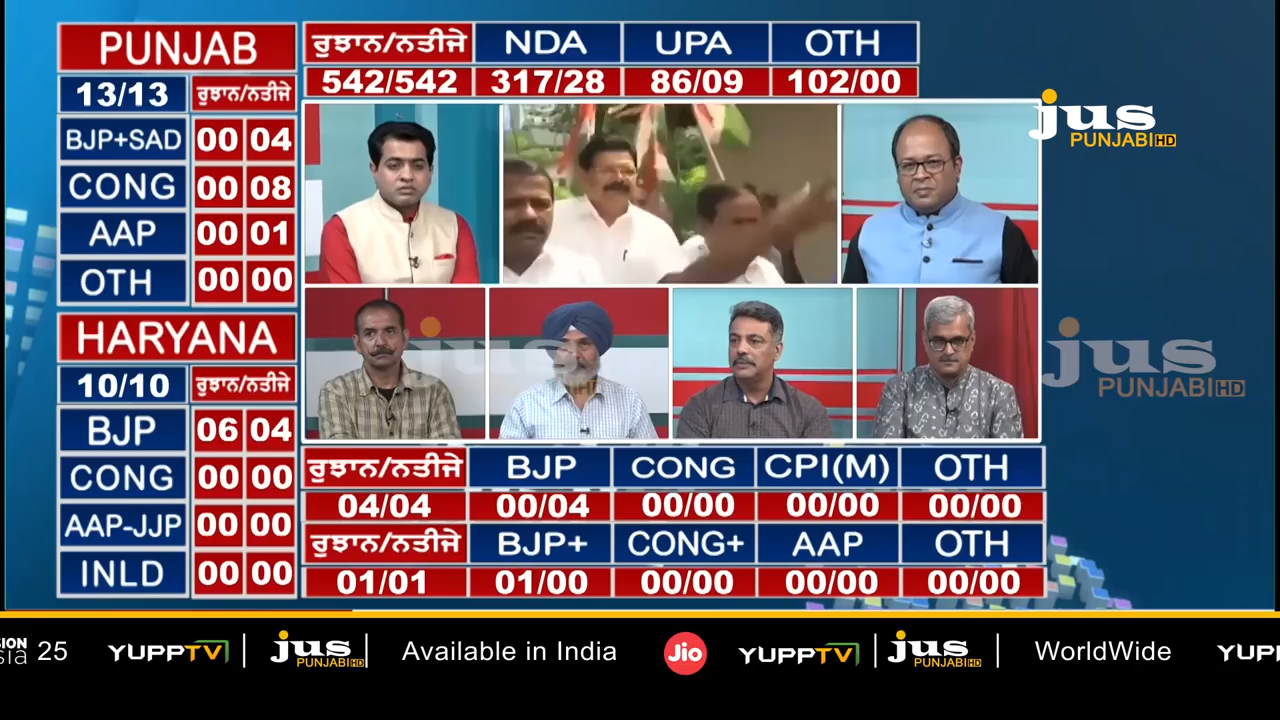 PUNJAB
13/13 ਰੁਝਾਨ/ਨਤੀਜੇ
BJP+SAD 00 04
CONG 00 08
AAP 00 01
OTH 00 00
HARYANA
10/10 ਰੁਝਾਨ/ਨਤੀਜੇ
BJP 06 04
CONG 00 00
AAP-JJP 00 00
INLD 00 00
ਰੁਝਾਨ/ਨਤੀਜੇ NDA UPA OTH
542/542 317/28 86/09 102/00
jus
PUNJABI HD
jus
PUNJABI HD
jus
PUNJABI HD
ਰੁਝਾਨ/ਨਤੀਜੇ BJP CONG CPI(M) OTH
04/04 00/04 00/00 00/00 00/00
ਰੁਝਾਨ/ਨਤੀਜੇ BJP+ CONG+ AAP OTH
01/01 01/00 00/00 00/00 00/00
25 YUPPTV jus PUNJABI HD Available in India Jio YUPPTV jus PUNJABI HD WorldWide YUPP